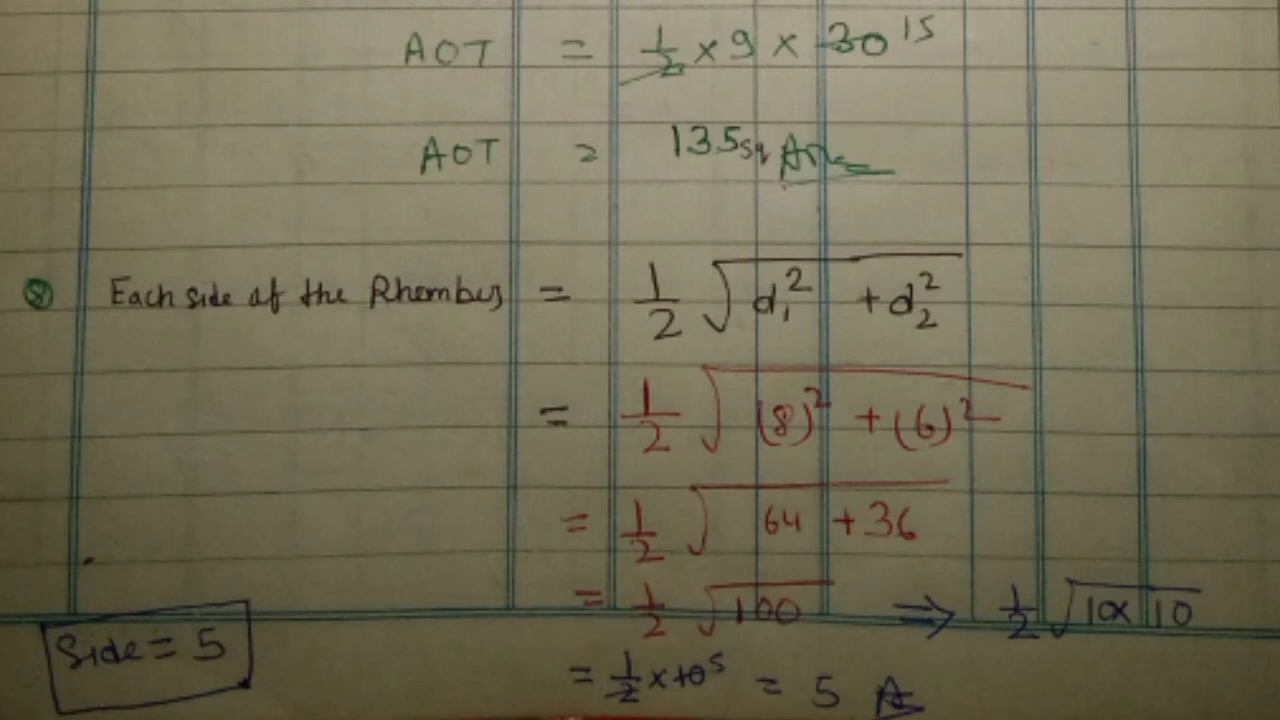 AOT = 1/2 × 9 × 30 15
AOT = 135 sq Ans
8 Each side of the Rhombus = 1/2 √(d₁² + d₂²)
= 1/2 √((8)² + (6)²)
= 1/2 √(64 + 36)
= 1/2 √100 ⇒ 1/2 √(10 × 10)
Side = 5
= 1/2 × 10 5 = 5 A